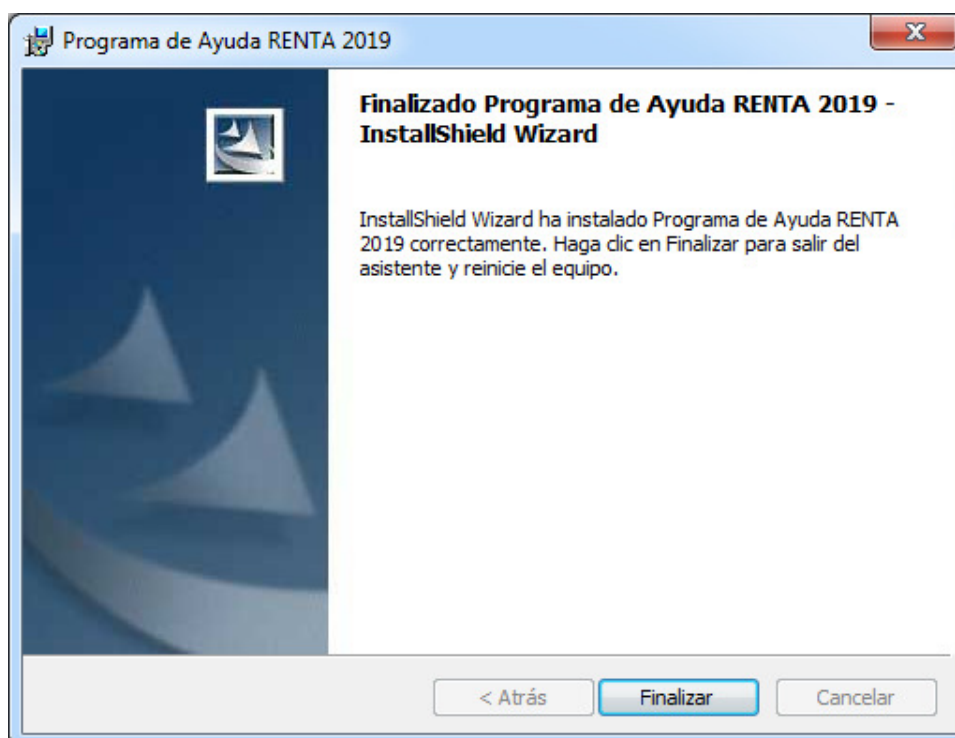 Programa de Ayuda RENTA 2019
Finalizado Programa de Ayuda RENTA 2019 -
InstallShield Wizard
InstallShield Wizard ha instalado Programa de Ayuda RENTA
2019 correctamente. Haga clic en Finalizar para salir del
asistente y reinicie el equipo.
< Atrás
Finalizar
Cancelar